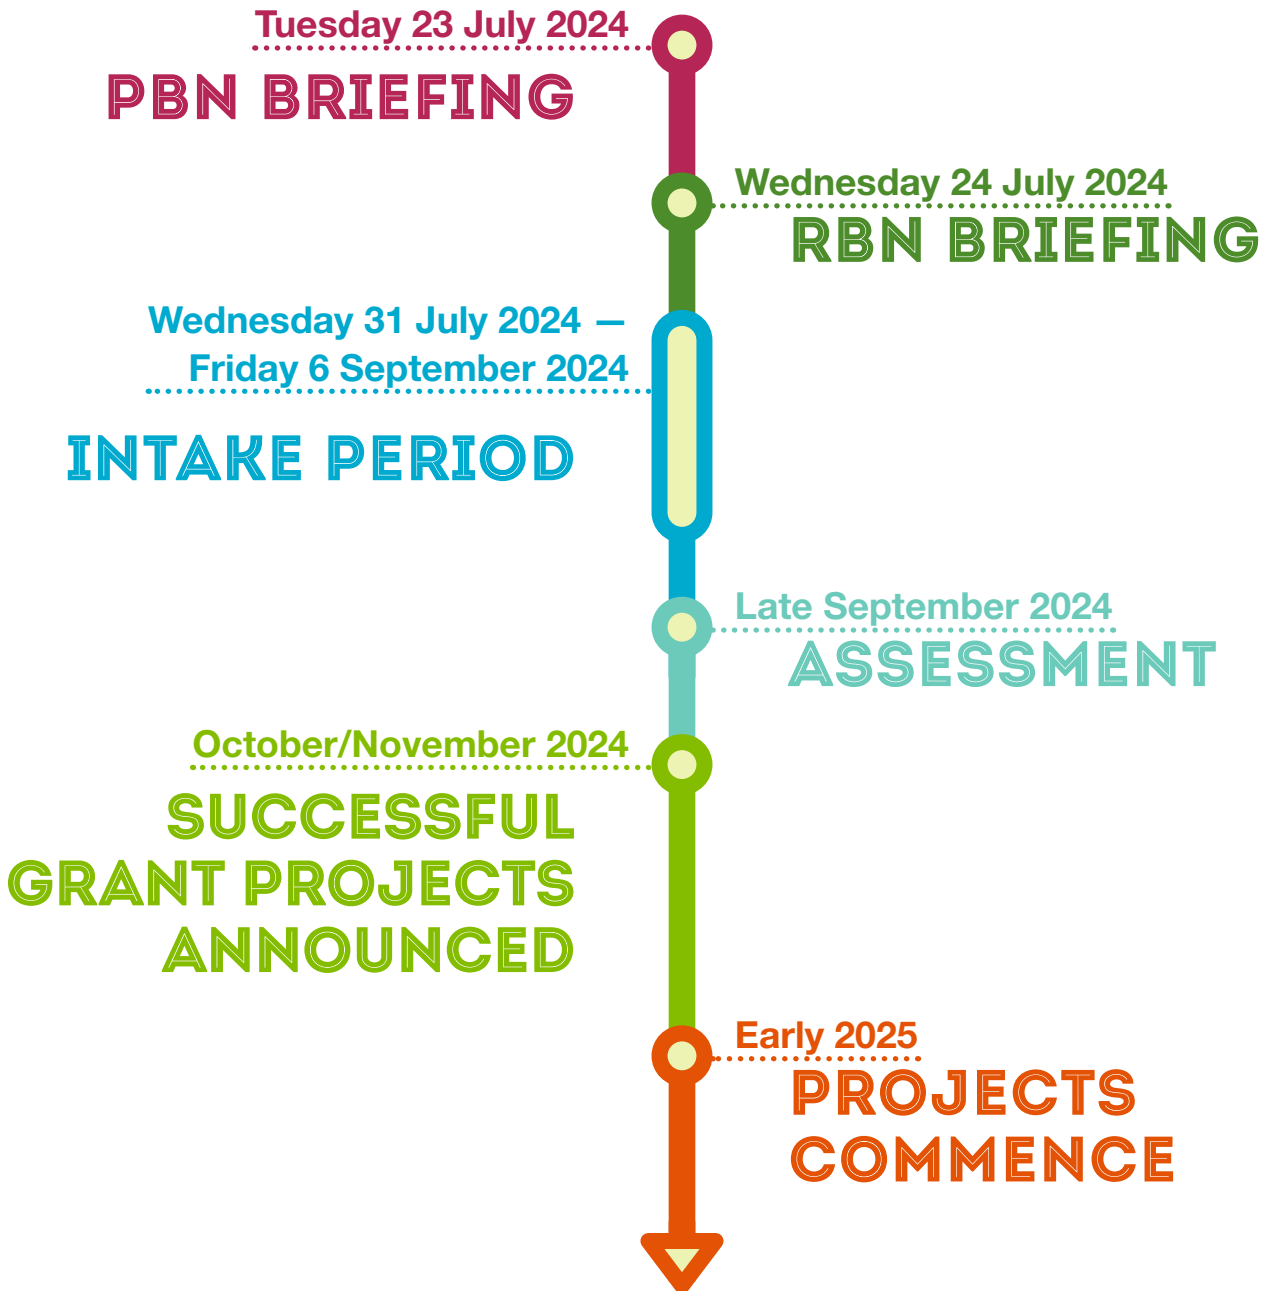 Tuesday 23 July 2024
PBN BRIEFING
Wednesday 24 July 2024
RBN BRIEFING
Wednesday 31 July 2024 –
Friday 6 September 2024
INTAKE PERIOD
Late September 2024
ASSESSMENT
October/November 2024
SUCCESSFUL
GRANT PROJECTS
ANNOUNCED
Early 2025
PROJECTS
COMMENCE